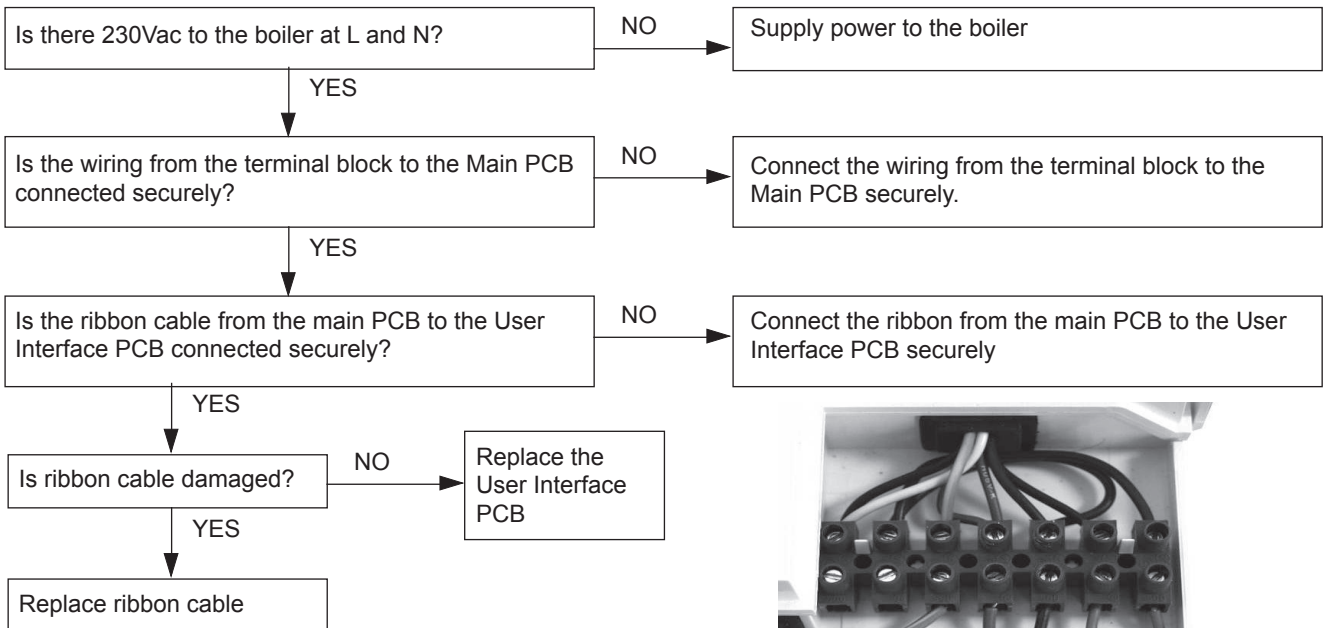 Is there 230Vac to the boiler at L and N?
NO
Supply power to the boiler
YES
Is the wiring from the terminal block to the Main PCB
connected securely?
NO
Connect the wiring from the terminal block to the
Main PCB securely.
YES
Is the ribbon cable from the main PCB to the User
Interface PCB connected securely?
NO
Connect the ribbon from the main PCB to the User
Interface PCB securely
YES
Is ribbon cable damaged?
NO
Replace the
User Interface
PCB
YES
Replace ribbon cable